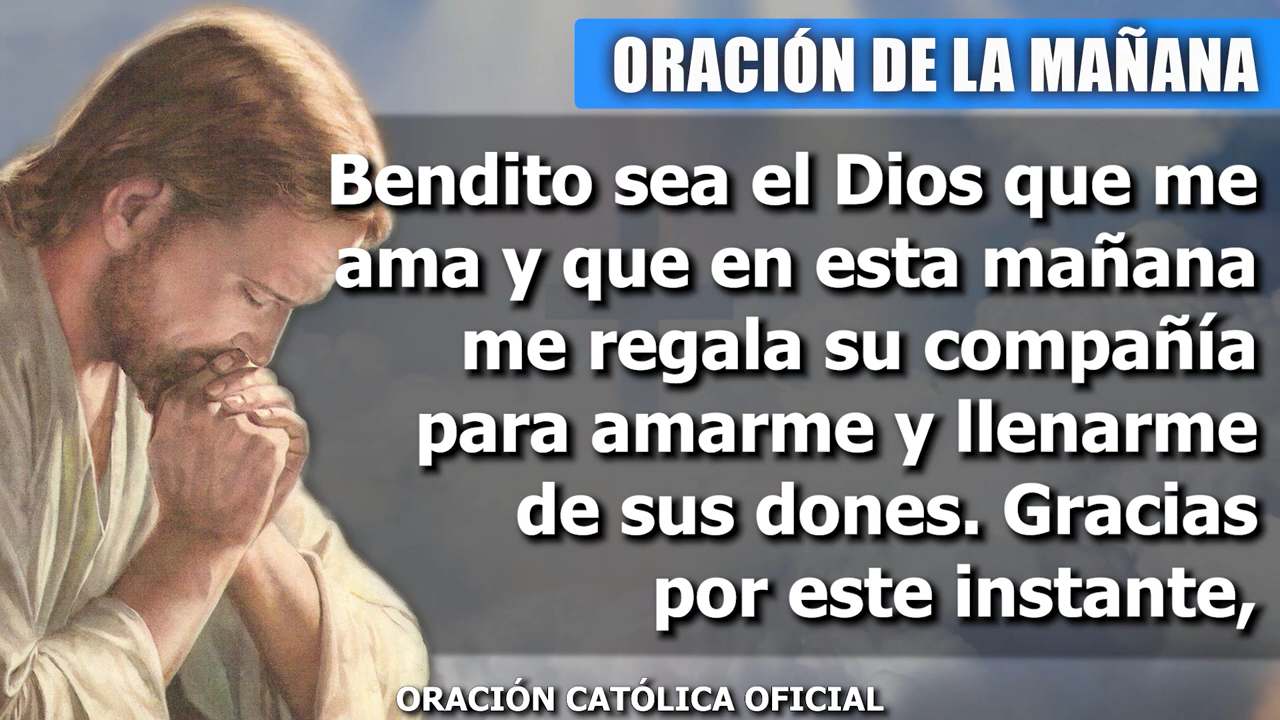 ORACIÓN DE LA MAÑANA
Bendito sea el Dios que me
ama y que en esta mañana
me regala su compañía
para amarme y llenarme
de sus dones. Gracias
por este instante,
ORACIÓN CATÓLICA OFICIAL